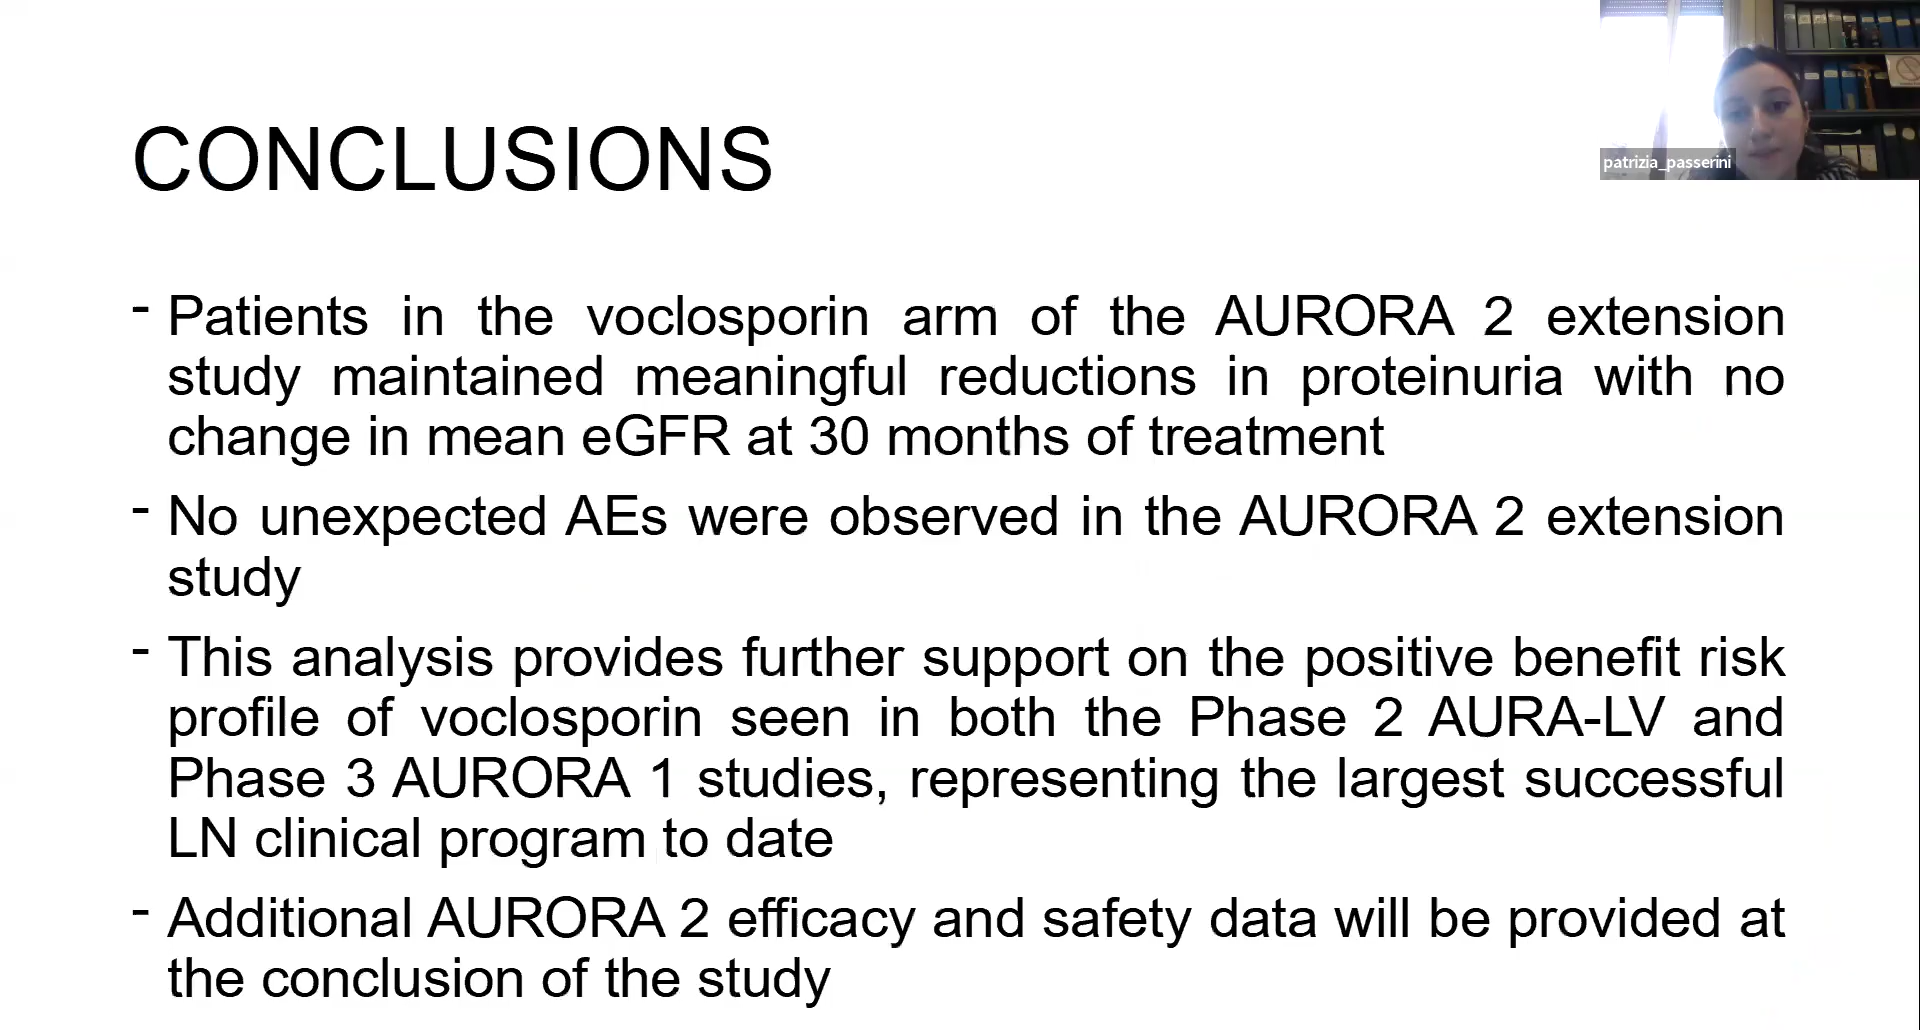 patrizia_passerini
CONCLUSIONS
- Patients in the voclosporin arm of the AURORA 2 extension
study maintained meaningful reductions in proteinuria with no
change in mean eGFR at 30 months of treatment
- No unexpected AEs were observed in the AURORA 2 extension
study
- This analysis provides further support on the positive benefit risk
profile of voclosporin seen in both the Phase 2 AURA-LV and
Phase 3 AURORA 1 studies, representing the largest successful
LN clinical program to date
- Additional AURORA 2 efficacy and safety data will be provided at
the conclusion of the study